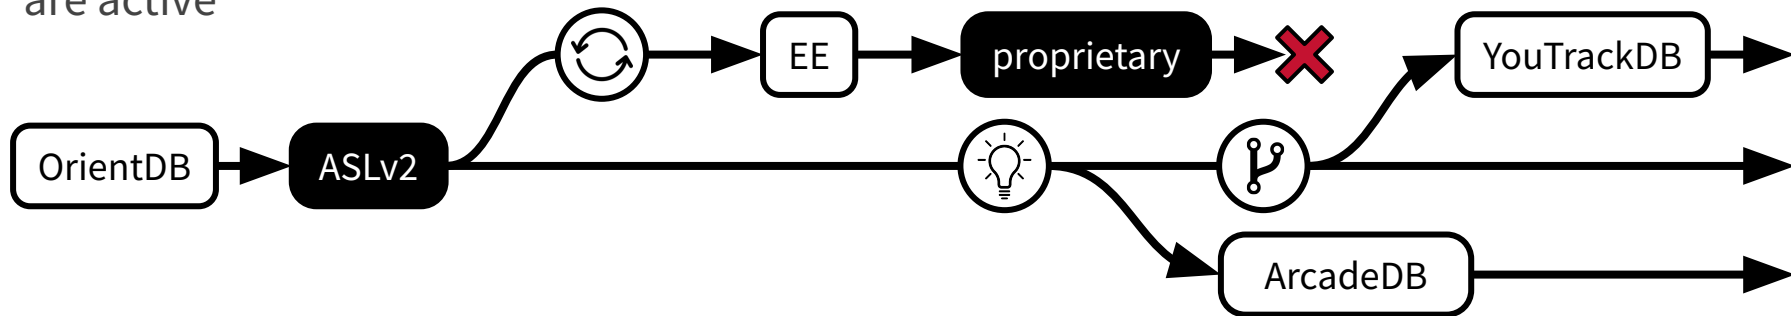 are active
EE
proprietary
YouTrackDB
OrientDB
ASLv2
ArcadeDB